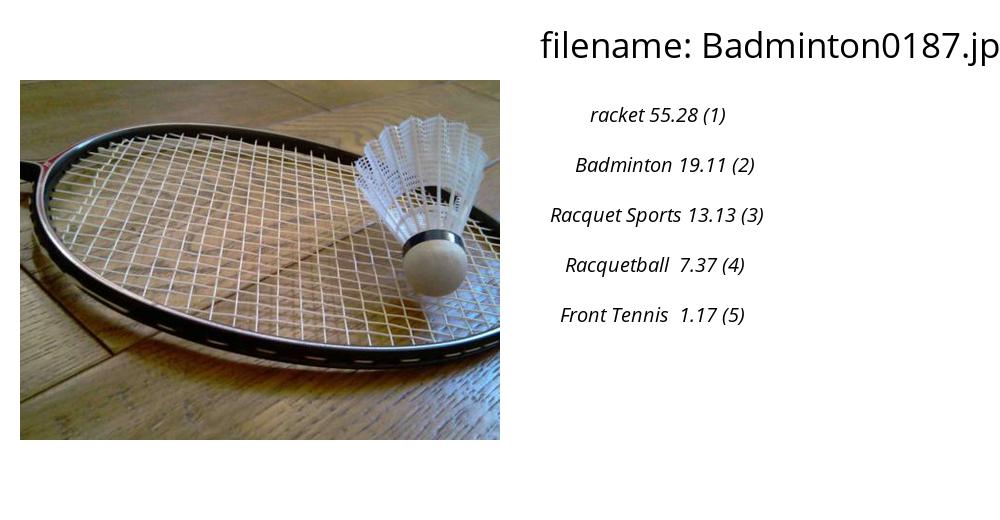 filename: Badminton0187.jp
racket 55.28 (1)
Badminton 19.11 (2)
Racquet Sports 13.13 (3)
Racquetball 7.37 (4)
Front Tennis 1.17 (5)